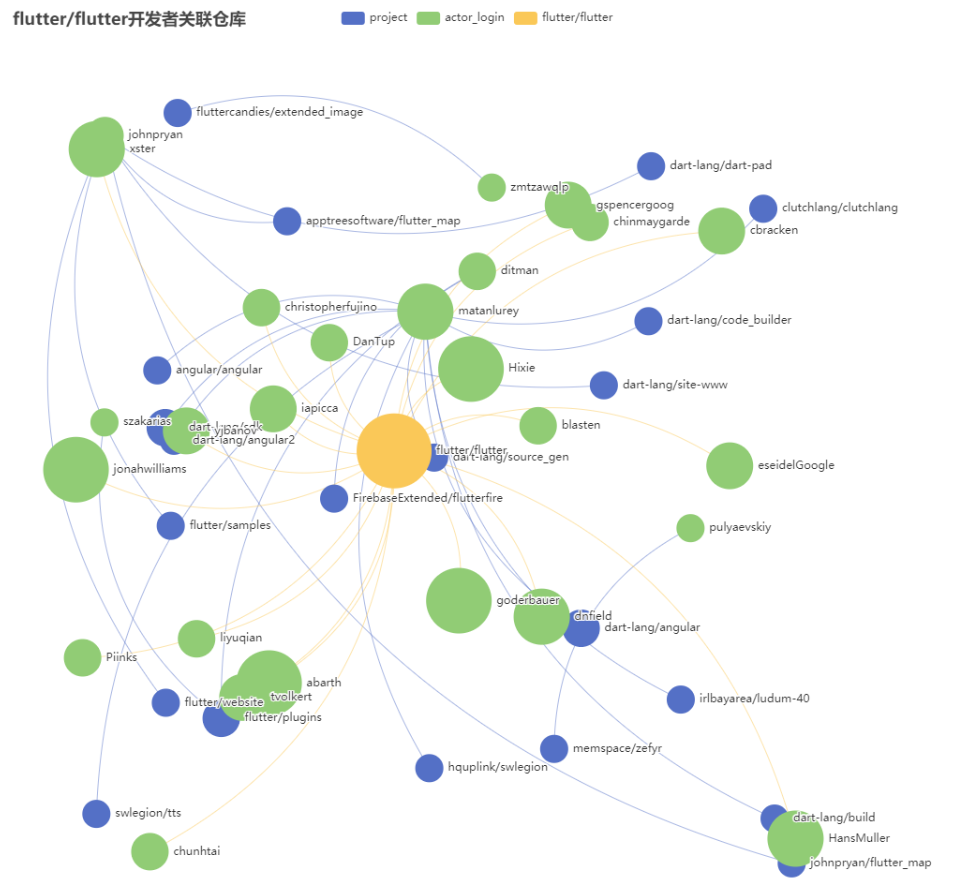 flutter/flutter开发者关联仓库
project
actor_login
flutter/flutter
fluttercandies/extended_image
johnpryan
xster
dart-lang/dart-pad
zmtzawqlp
gspencergoog
clutchlang/clutchlang
apptreesoftware/flutter_map
chinmaygarde
cbracken
ditman
christopherfujino
matanlurey
dart-lang/code_builder
DanTup
Hixie
angular/angular
dart-lang/site-www
iapicca
szakarias
dart-lang/sdk
yjbanov
blasten
dart-lang/angular2
flutter/flutter
dart-lang/source_gen
eseidelGoogle
jonahwilliams
FirebaseExtended/flutterfire
flutter/samples
pulyaevskiy
goderbauer
dnfield
dart-lang/angular
liyuqian
Piinks
abarth
tvolkert
flutter/website
irlbayarea/ludum-40
flutter/plugins
memspace/zefyr
hquplink/swlegion
swlegion/tts
dart-lang/build
HansMuller
chunhtai
johnpryan/flutter_map